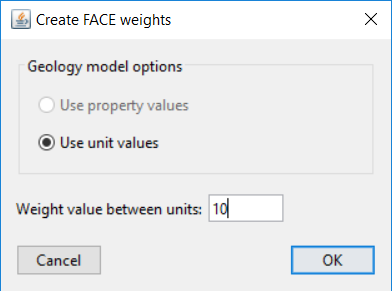 Create FACE weights
Geology model options
Use property values
Use unit values
Weight value between units: 10
Cancel OK